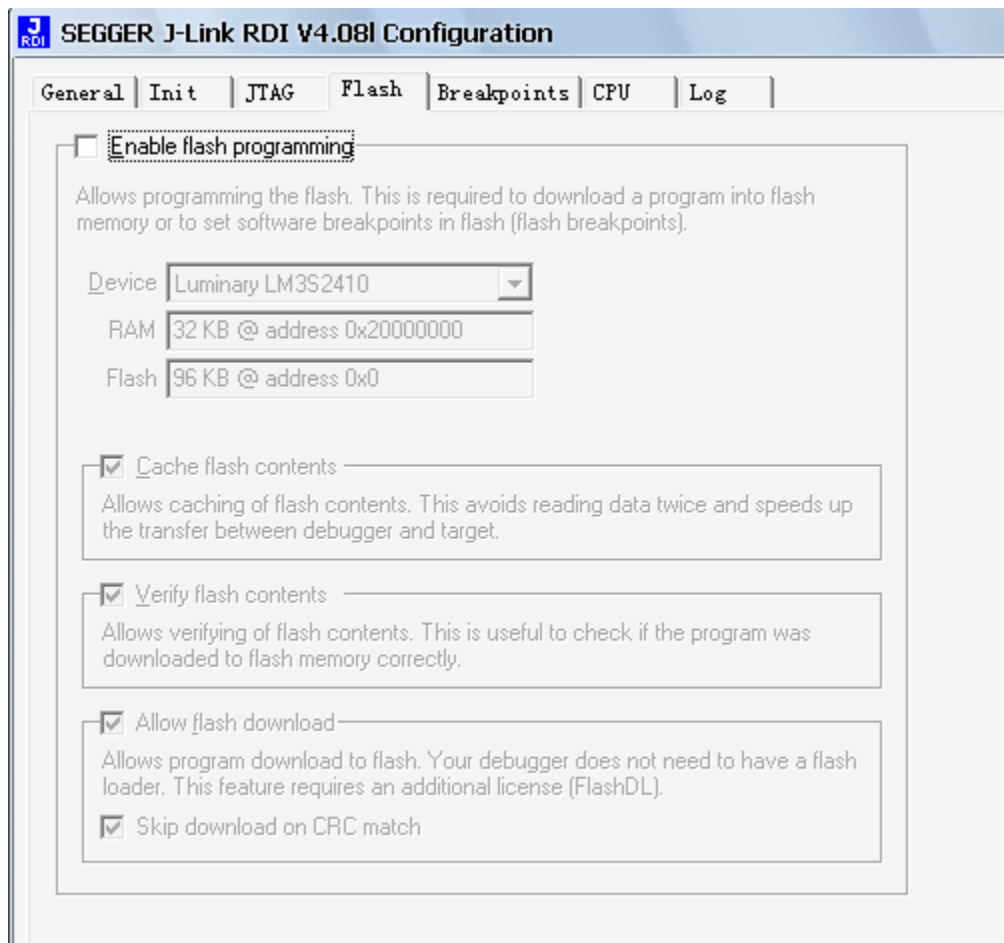 J
RDI
SEGGER J-Link RDI V4.08l Configuration
General Init JTAG Flash Breakpoints CPU Log
Enable flash programming
Allows programming the flash. This is required to download a program into flash
memory or to set software breakpoints in flash (flash breakpoints).
Device Luminary LM3S2410
RAM 32 KB @ address 0x20000000
Flash 96 KB @ address 0x0
Cache flash contents
Allows caching of flash contents. This avoids reading data twice and speeds up
the transfer between debugger and target.
Verify flash contents
Allows verifying of flash contents. This is useful to check if the program was
downloaded to flash memory correctly.
Allow flash download
Allows program download to flash. Your debugger does not need to have a flash
loader. This feature requires an additional license (FlashDL).
Skip download on CRC match